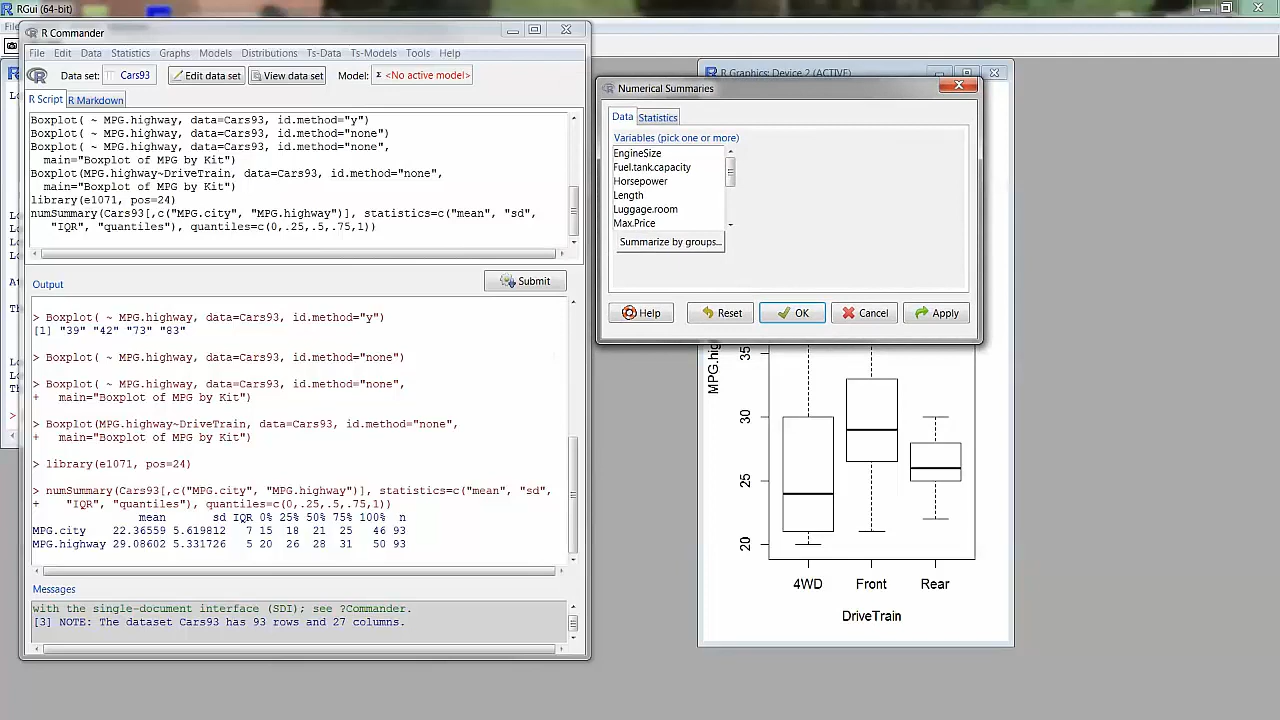 RGui (64-bit)
R Commander
File Edit Data Statistics Graphs Models Distributions Ts-Data Ts-Models Tools Help
Data set: Cars93 Edit data set View data set Model: Σ <No active model>
R Script R Markdown
Boxplot( ~ MPG.highway, data=Cars93, id.method="y")
Boxplot( ~ MPG.highway, data=Cars93, id.method="none")
Boxplot( ~ MPG.highway, data=Cars93, id.method="none",
main="Boxplot of MPG by Kit")
Boxplot(MPG.highway~DriveTrain, data=Cars93, id.method="none",
main="Boxplot of MPG by Kit")
library(e1071, pos=24)
numSummary(Cars93[,c("MPG.city", "MPG.highway")], statistics=c("mean", "sd",
"IQR", "quantiles"), quantiles=c(0,.25,.5,.75,1))
Output
Submit
> Boxplot( ~ MPG.highway, data=Cars93, id.method="y")
[1] "39" "42" "73" "83"
> Boxplot( ~ MPG.highway, data=Cars93, id.method="none")
> Boxplot( ~ MPG.highway, data=Cars93, id.method="none",
+ main="Boxplot of MPG by Kit")
> Boxplot(MPG.highway~DriveTrain, data=Cars93, id.method="none",
+ main="Boxplot of MPG by Kit")
> library(e1071, pos=24)
> numSummary(Cars93[,c("MPG.city", "MPG.highway")], statistics=c("mean", "sd",
+ "IQR", "quantiles"), quantiles=c(0,.25,.5,.75,1))
mean sd IQR 0% 25% 50% 75% 100% n
MPG.city 22.36559 5.619812 7 15 18 21 25 46 93
MPG.highway 29.08602 5.331726 5 20 26 28 31 50 93
Messages
with the single-document interface (SDI); see ?Commander.
[3] NOTE: The dataset Cars93 has 93 rows and 27 columns.
R Graphics: Device 2 (ACTIVE)
Numerical Summaries
Data Statistics
Variables (pick one or more)
EngineSize
Fuel.tank.capacity
Horsepower
Length
Luggage.room
Max.Price
Summarize by groups...
Help Reset OK Cancel Apply
MPG.hig
35
30
25
20
4WD Front Rear
DriveTrain